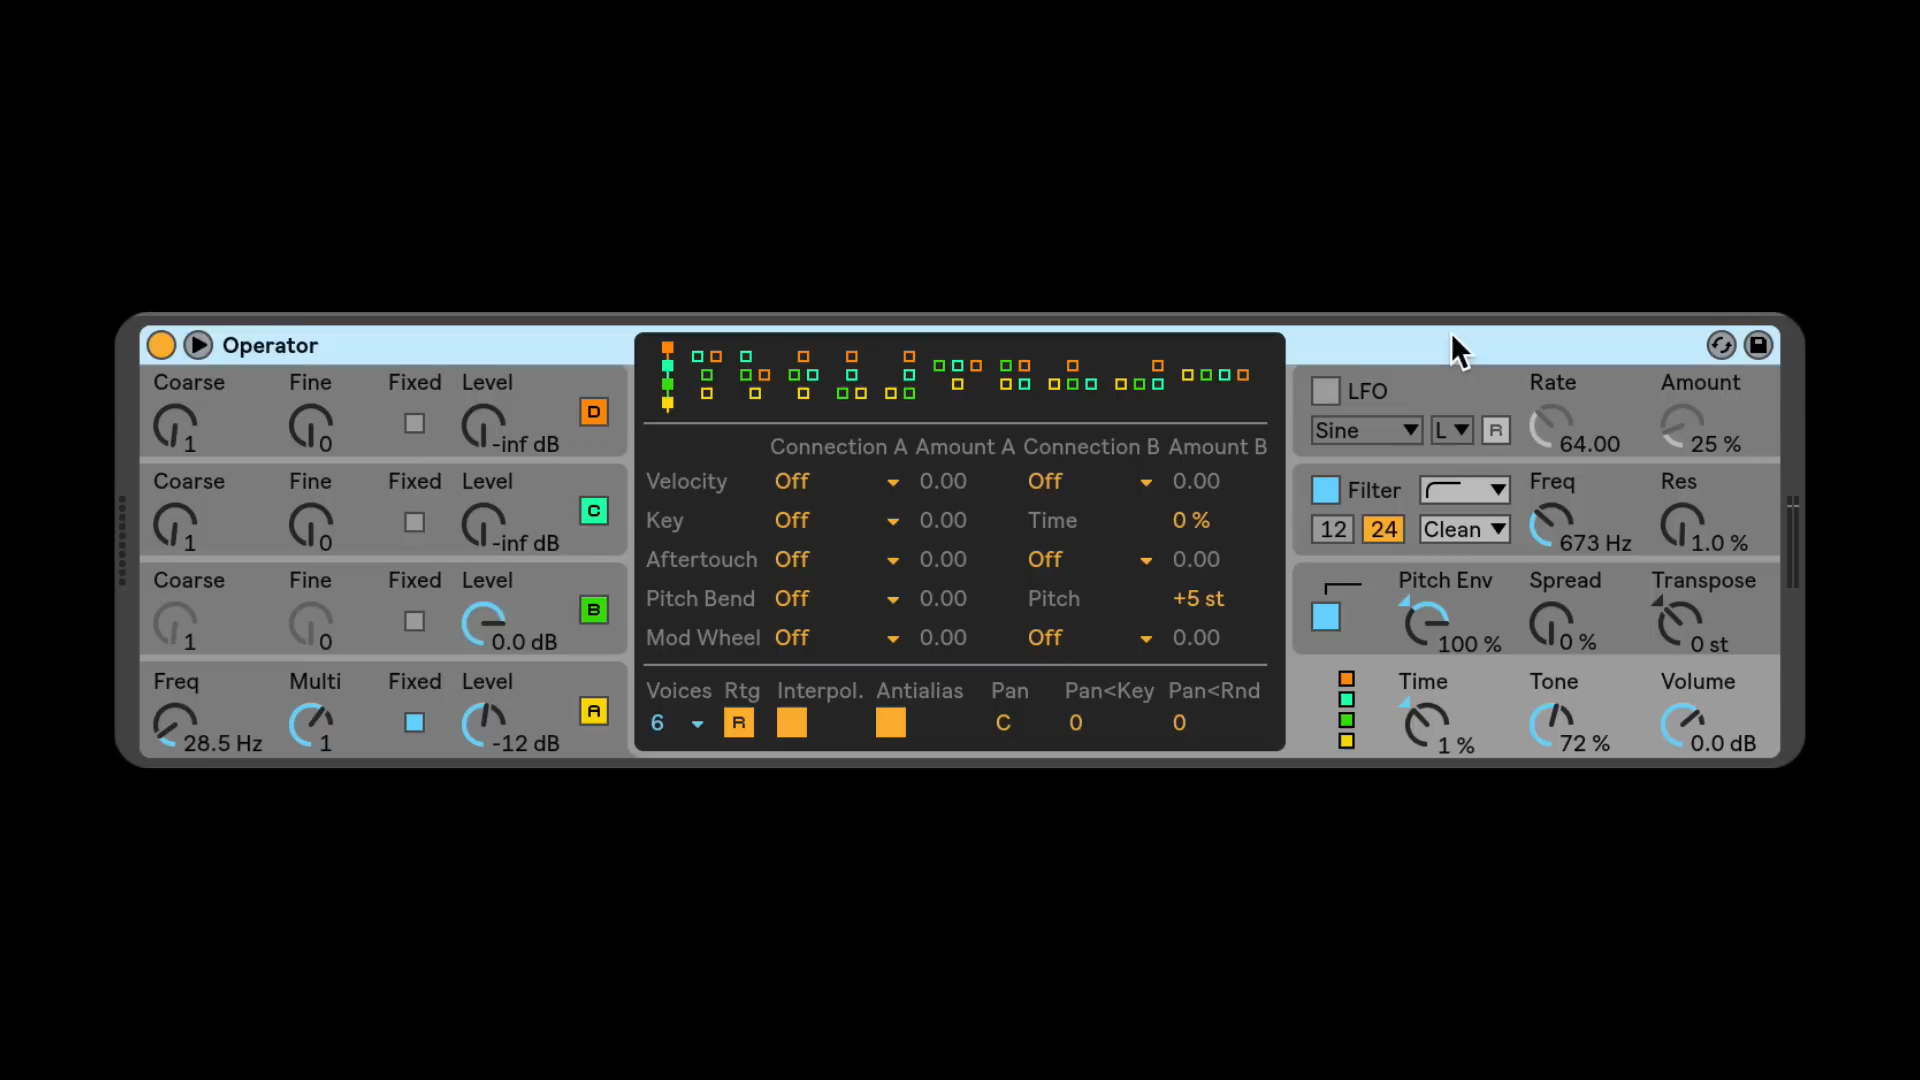 Operator
Coarse Fine Fixed Level
1 0 -inf dB D
Coarse Fine Fixed Level
1 0 -inf dB C
Coarse Fine Fixed Level
1 0 0.0 dB B
Freq Multi Fixed Level
28.5 Hz 1 -12 dB A
Connection A Amount A Connection B Amount B
Velocity Off 0.00 Off 0.00
Key Off 0.00 Time 0 %
Aftertouch Off 0.00 Off 0.00
Pitch Bend Off 0.00 Pitch +5 st
Mod Wheel Off 0.00 Off 0.00
Voices Rtg Interpol. Antialias Pan Pan<Key Pan<Rnd
6 R C 0 0
LFO Rate Amount
Sine L R 64.00 25 %
Filter Freq Res
12 24 Clean 673 Hz 1.0 %
Pitch Env Spread Transpose
100 % 0 % 0 st
Time Tone Volume
1 % 72 % 0.0 dB